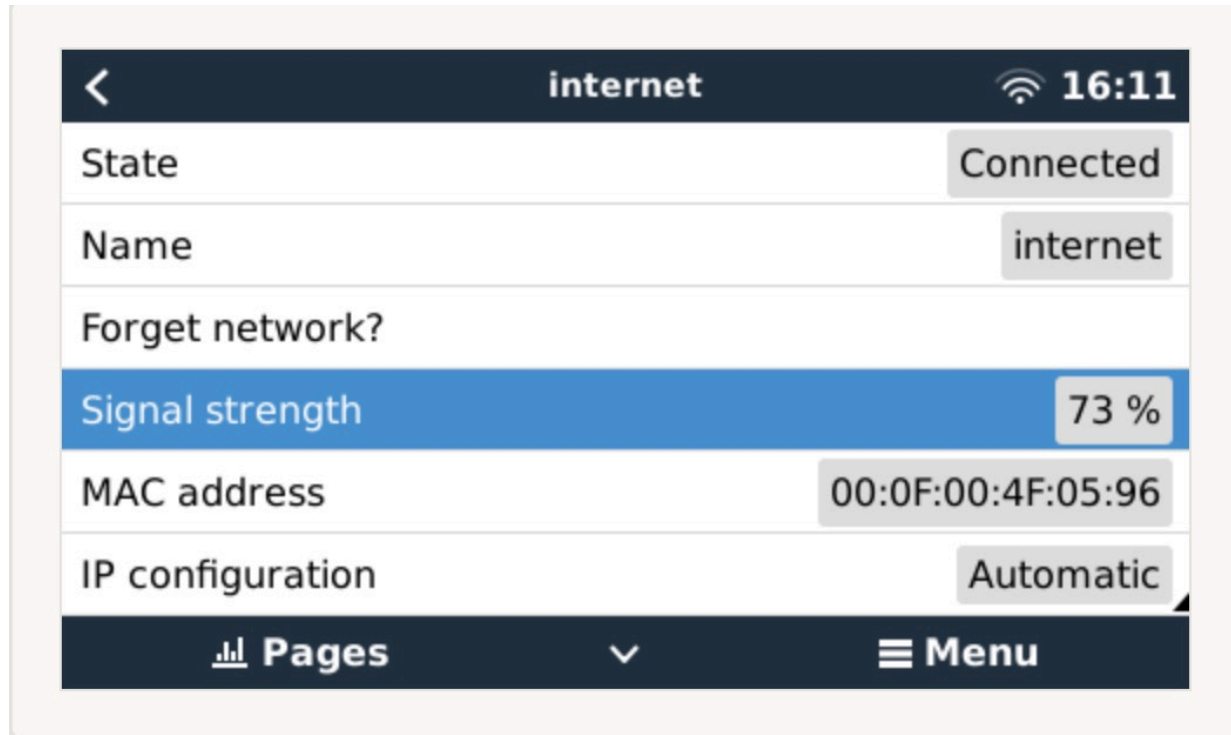 internet 16:11
State Connected
Name internet
Forget network?
Signal strength 73 %
MAC address 00:0F:00:4F:05:96
IP configuration Automatic
Pages Menu